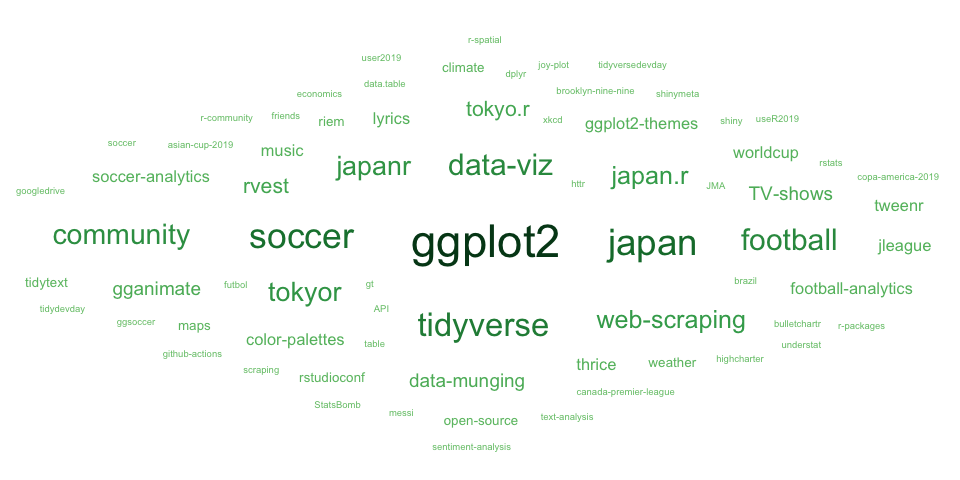 r-spatial
user2019
climate
joy-plot
tidyversedevday
dplyr
data.table
economics
brooklyn-nine-nine
shinymeta
tokyo.r
r-community
friends
riem
lyrics
xkcd
ggplot2-themes
shiny
useR2019
soccer
asian-cup-2019
music
worldcup
rstats
japanr
data-viz
soccer-analytics
rvest
httr
japan.r
JMA
TV-shows
copa-america-2019
googledrive
tweenr
community
soccer
ggplot2
japan
football
jleague
tidytext
gganimate
futbol
tokyor
gt
brazil
football-analytics
tidydevday
ggsoccer
maps
API
tidyverse
web-scraping
bulletchartr
r-packages
github-actions
color-palettes
table
understat
scraping
rstudioconf
data-munging
thrice
weather
highcharter
StatsBomb
messi
open-source
text-analysis
canada-premier-league
sentiment-analysis